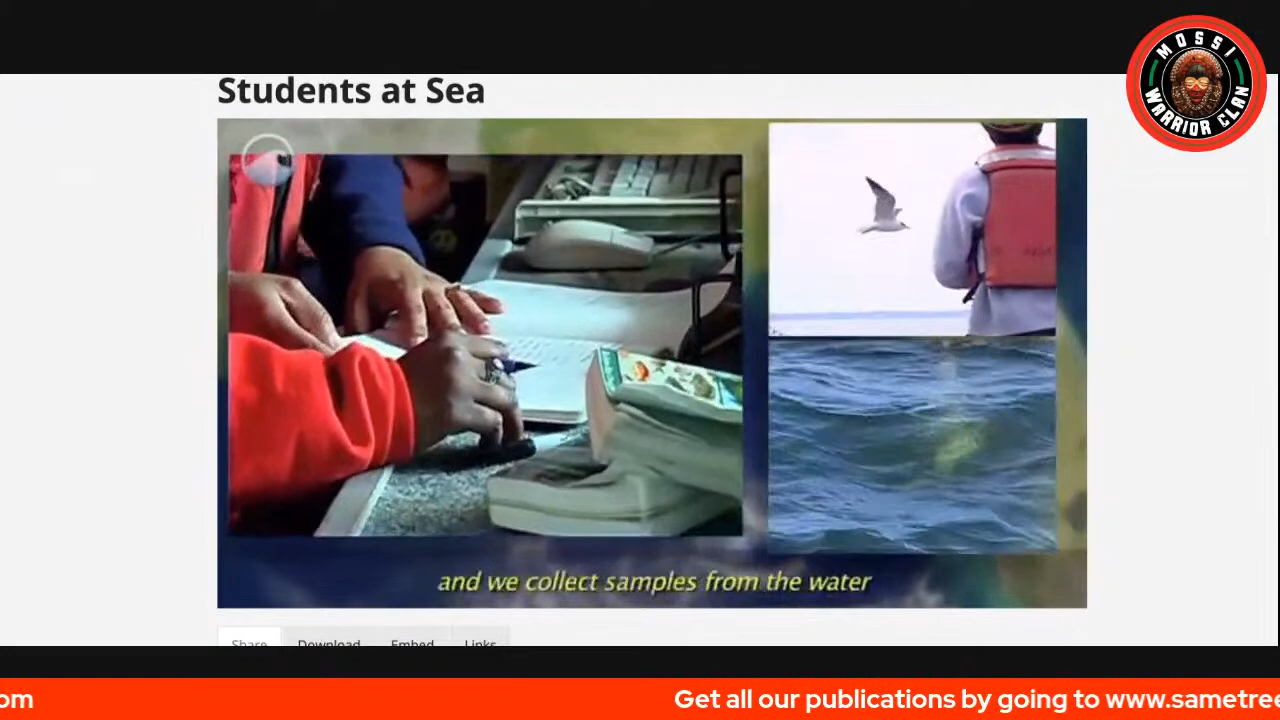 Students at Sea
MOSSI
WARRIOR CLAN
and we collect samples from the water
Share Download Embed Links
om Get all our publications by going to www.sametree